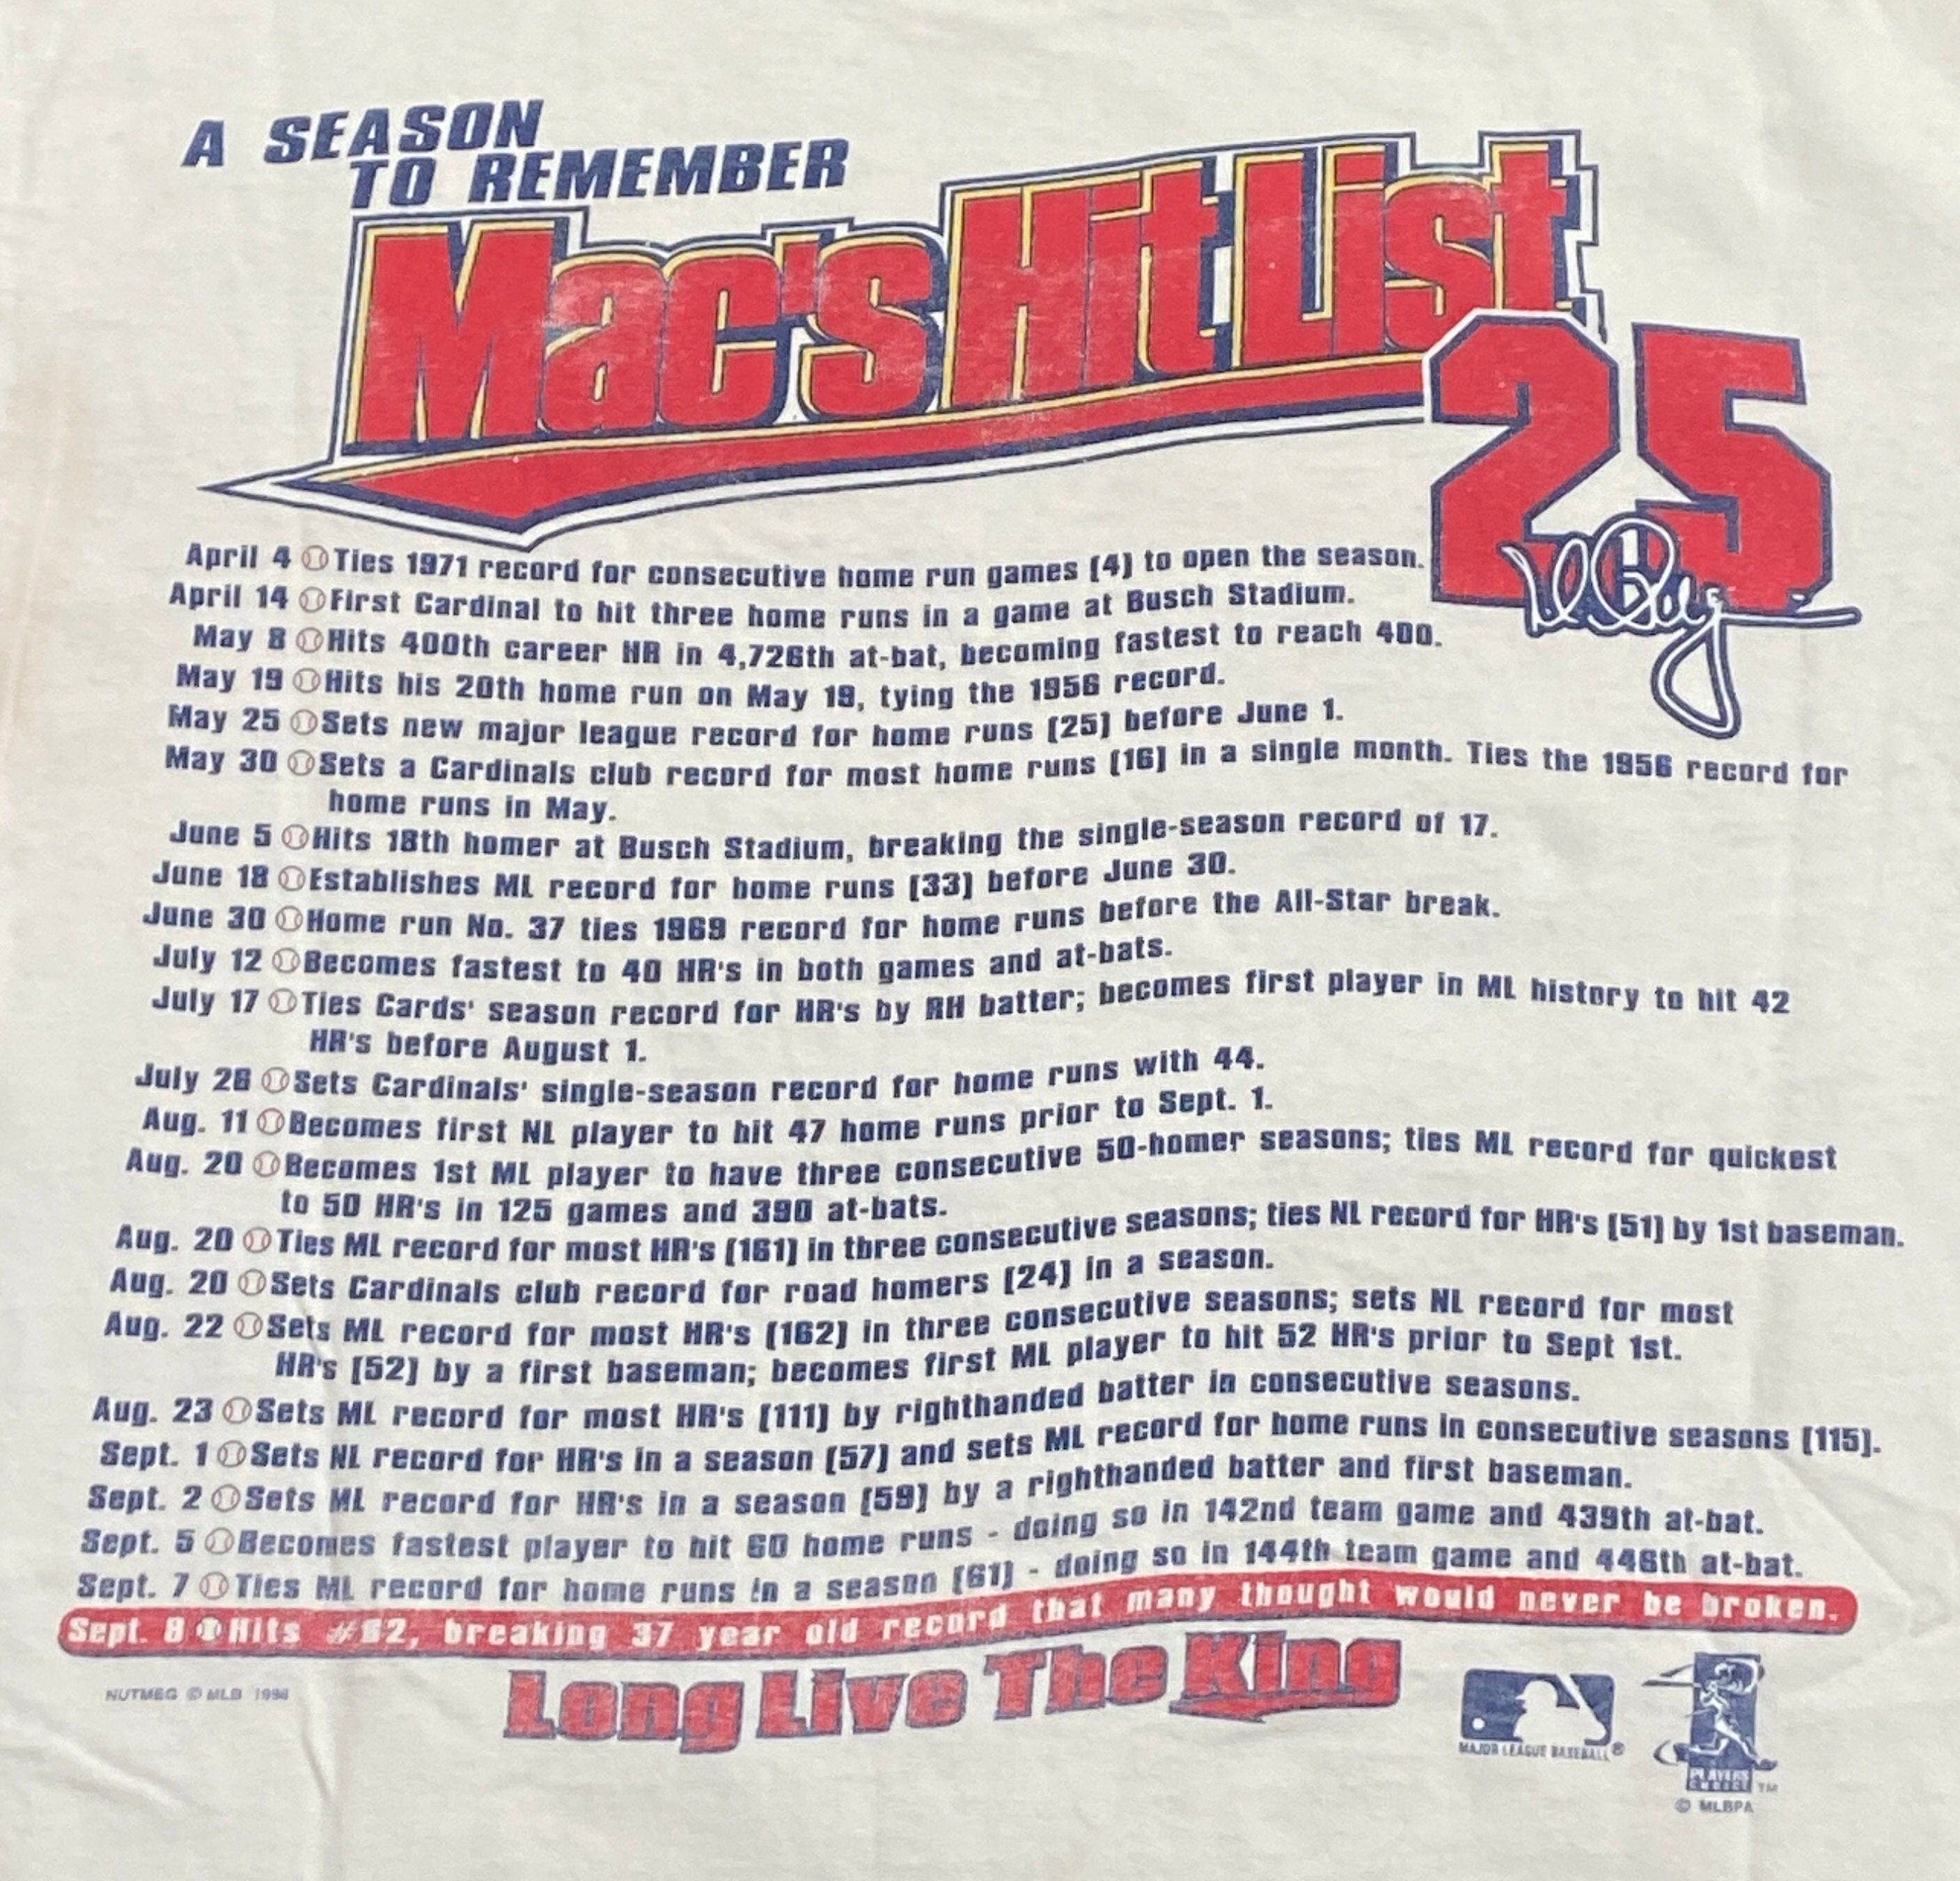 A SEASON
TO REMEMBER
Mac's Hit List
25
April 4 Ties 1971 record for consecutive home run games (4) to open the season.
April 14 First Cardinal to hit three home runs in a game at Busch Stadium.
May 8 Hits 400th career HR in 4,726th at-bat, becoming fastest to reach 400.
May 19 Hits his 20th home run on May 19, tying the 1956 record.
May 25 Sets new major league record for home runs (25) before June 1.
May 30 Sets a Cardinals club record for most home runs (16) in a single month. Ties the 1956 record for
home runs in May.
June 5 Hits 18th homer at Busch Stadium, breaking the single-season record of 17.
June 18 Establishes ML record for home runs (33) before June 30.
June 30 Home run No. 37 ties 1969 record for home runs before the All-Star break.
July 12 Becomes fastest to 40 HR's in both games and at-bats.
July 17 Ties Cards' season record for HR's by RH batter; becomes first player in ML history to hit 42
HR's before August 1.
July 26 Sets Cardinals' single-season record for home runs with 44.
Aug. 11 Becomes first NL player to hit 47 home runs prior to Sept. 1.
Aug. 20 Becomes 1st ML player to have three consecutive 50-homer seasons; ties ML record for quickest
to 50 HR's in 125 games and 390 at-bats.
Aug. 20 Ties ML record for most HR's (161) in three consecutive seasons; ties NL record for HR's (51) by 1st baseman.
Aug. 20 Sets Cardinals club record for road homers (24) in a season.
Aug. 22 Sets ML record for most HR's (162) in three consecutive seasons; sets NL record for most
HR's (52) by a first baseman; becomes first ML player to hit 52 HR's prior to Sept 1st.
Aug. 23 Sets ML record for most HR's (111) by righthanded batter in consecutive seasons.
Sept. 1 Sets NL record for HR's in a season (57) and sets ML record for home runs in consecutive seasons (115).
Sept. 2 Sets ML record for HR's in a season (59) by a righthanded batter and first baseman.
Sept. 5 Becomes fastest player to hit 60 home runs - doing so in 142nd team game and 439th at-bat.
Sept. 7 Ties ML record for home runs in a season (61) - doing so in 144th team game and 446th at-bat.
Sept. 8 Hits #62, breaking 37 year old record that many thought would never be broken.
Long Live The King
NUTMEG © MLB 1998
MAJOR LEAGUE BASEBALL®
PLAYERS
CHOICE TM
© MLBPA